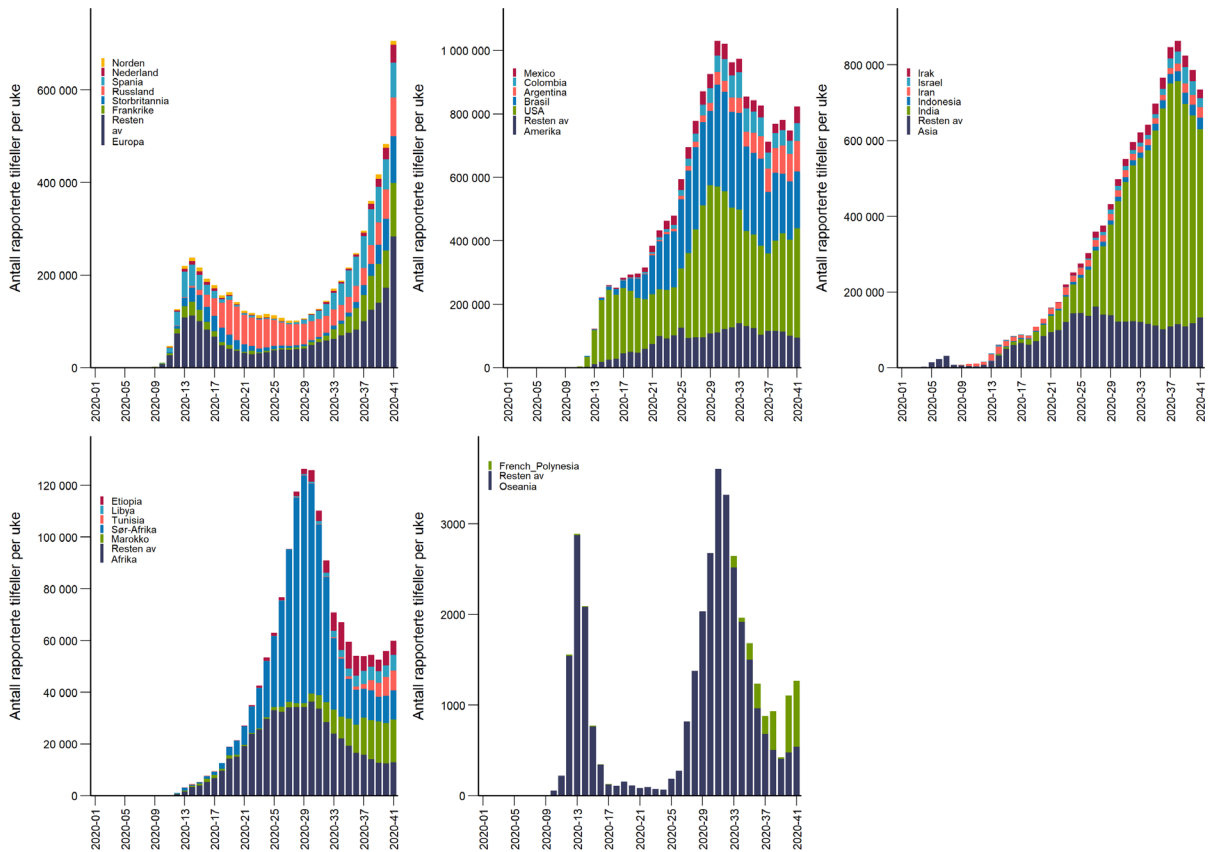 Antall rapporterte tilfeller per uke
600 000
400 000
200 000
0
Norden
Nederland
Spania
Russland
Storbritannia
Frankrike
Resten
av
Europa
2020-01
2020-05
2020-09
2020-13
2020-17
2020-21
2020-25
2020-29
2020-33
2020-37
2020-41
Antall rapporterte tilfeller per uke
1 000 000
800 000
600 000
400 000
200 000
0
Mexico
Colombia
Argentina
Brasil
USA
Resten av
Amerika
2020-01
2020-05
2020-09
2020-13
2020-17
2020-21
2020-25
2020-29
2020-33
2020-37
2020-41
Antall rapporterte tilfeller per uke
800 000
600 000
400 000
200 000
0
Irak
Israel
Iran
Indonesia
India
Resten av
Asia
2020-01
2020-05
2020-09
2020-13
2020-17
2020-21
2020-25
2020-29
2020-33
2020-37
2020-41
Antall rapporterte tilfeller per uke
120 000
100 000
80 000
60 000
40 000
20 000
0
Etiopia
Libya
Tunisia
Sør-Afrika
Marokko
Resten av
Afrika
2020-01
2020-05
2020-09
2020-13
2020-17
2020-21
2020-25
2020-29
2020-33
2020-37
2020-41
Antall rapporterte tilfeller per uke
3000
2000
1000
0
French_Polynesia
Resten av
Oseania
2020-01
2020-05
2020-09
2020-13
2020-17
2020-21
2020-25
2020-29
2020-33
2020-37
2020-41